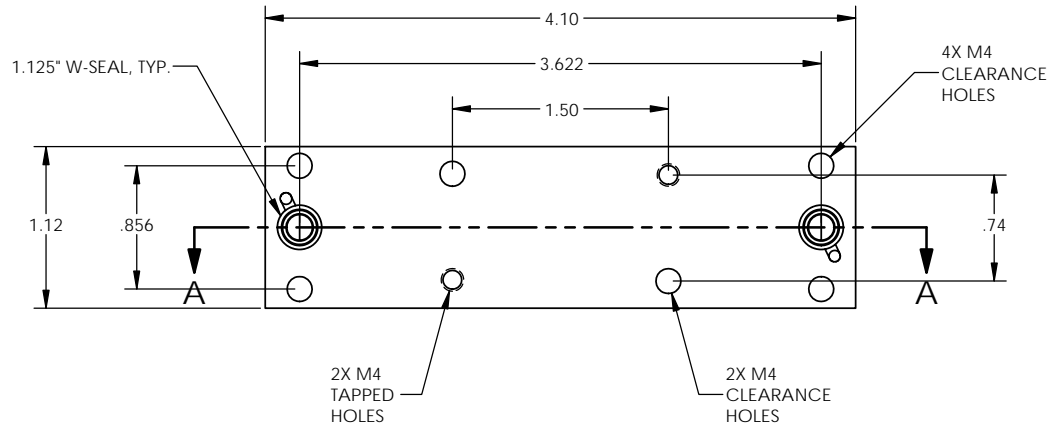 4.10
1.125" W-SEAL, TYP.
3.622
4X M4
CLEARANCE
HOLES
1.50
1.12
.856
.74
A
A
2X M4
TAPPED
HOLES
2X M4
CLEARANCE
HOLES